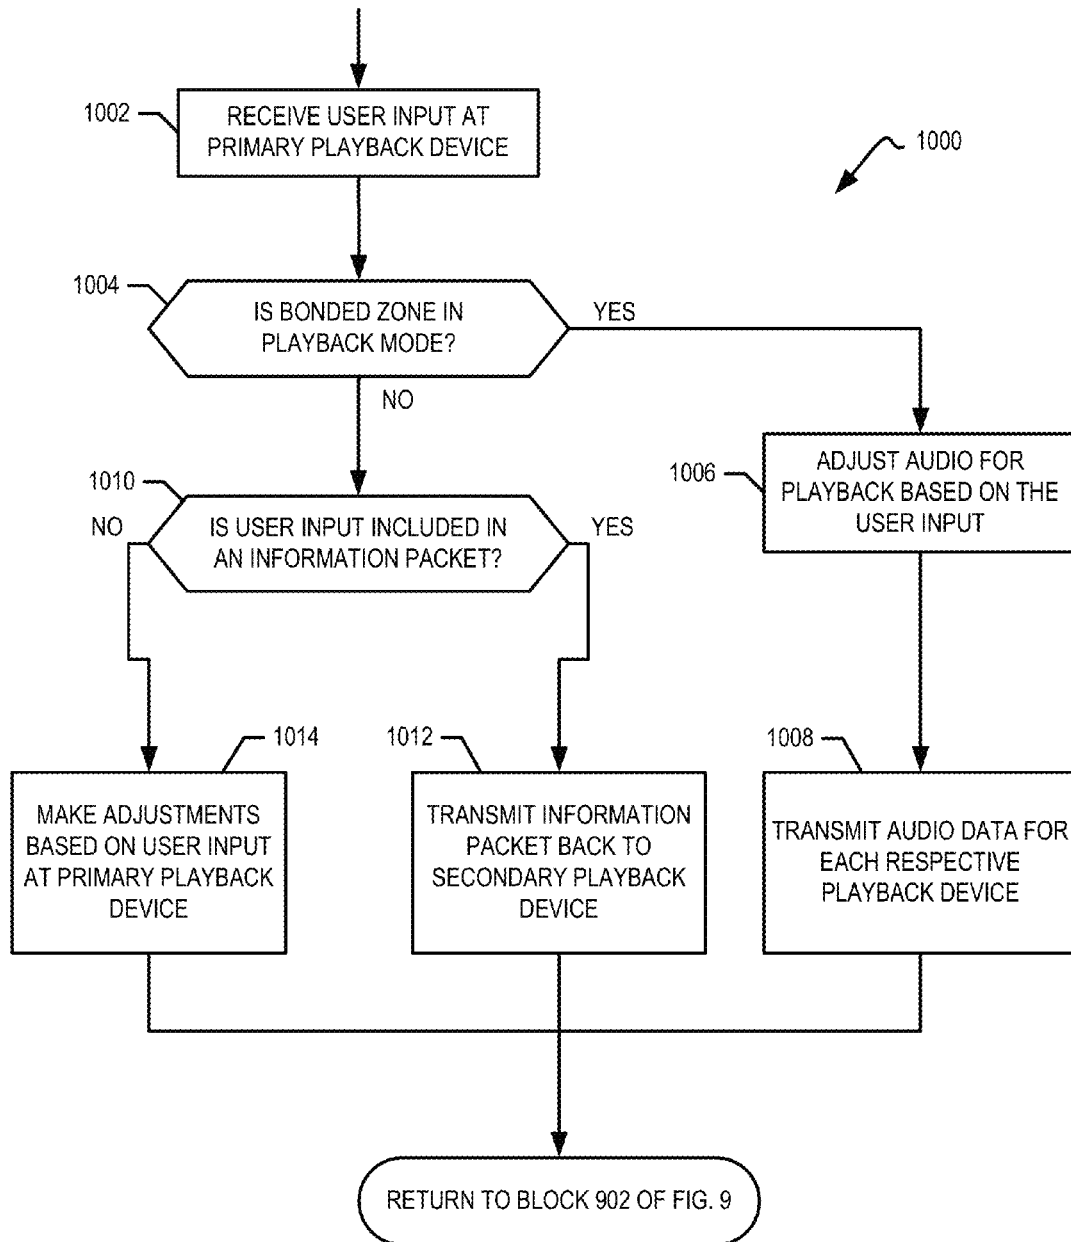 1002
RECEIVE USER INPUT AT
PRIMARY PLAYBACK DEVICE
1000
1004
IS BONDED ZONE IN
PLAYBACK MODE?
YES
NO
1006
ADJUST AUDIO FOR
PLAYBACK BASED ON THE
USER INPUT
1010
NO
IS USER INPUT INCLUDED IN
AN INFORMATION PACKET?
YES
1014
MAKE ADJUSTMENTS
BASED ON USER INPUT
AT PRIMARY PLAYBACK
DEVICE
1012
TRANSMIT INFORMATION
PACKET BACK TO
SECONDARY PLAYBACK
DEVICE
1008
TRANSMIT AUDIO DATA FOR
EACH RESPECTIVE
PLAYBACK DEVICE
RETURN TO BLOCK 902 OF FIG. 9